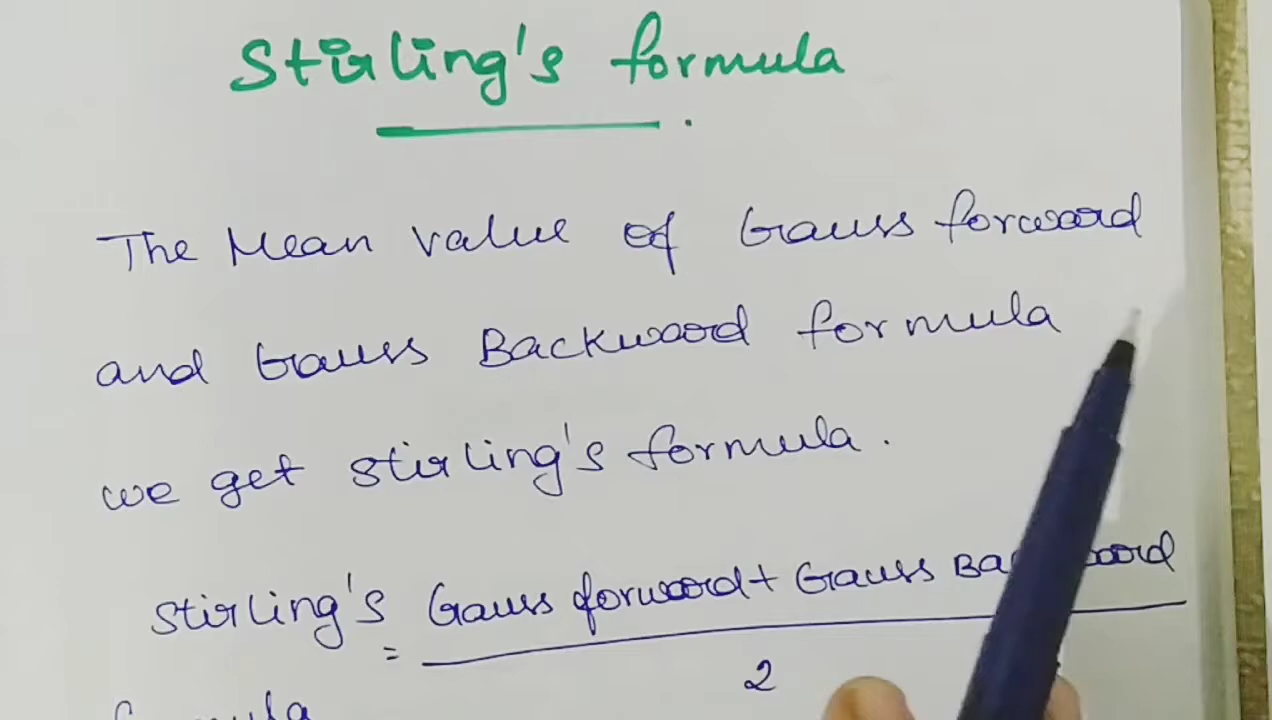 Stirling's formula
The Mean value of Gauss forward
and Gauss Backward formula
we get stirling's formula.
Stirling's = Gauss forward + Gauss Backward
2
formula